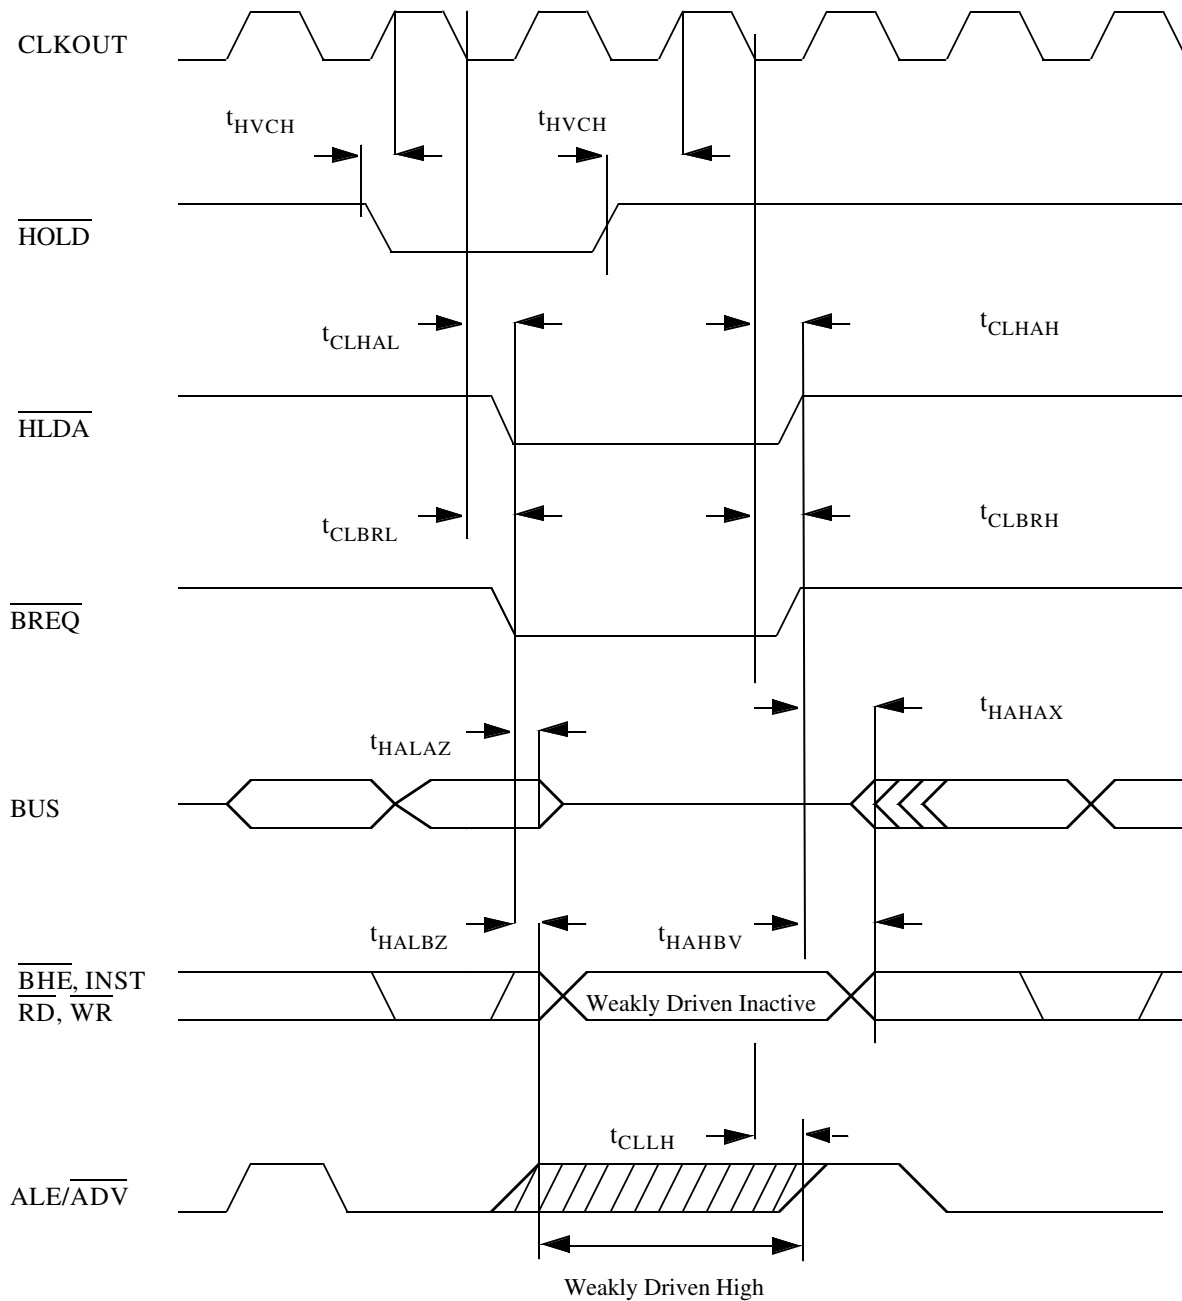 CLKOUT
tHVCH tHVCH
HOLD
tCLHAL tCLHAH
HLDA
tCLBRL tCLBRH
BREQ
tHAHAX
tHALAZ
BUS
tHALBZ tHAHBV
BHE, INST
RD, WR
Weakly Driven Inactive
tCLLH
ALE/ADV
Weakly Driven High